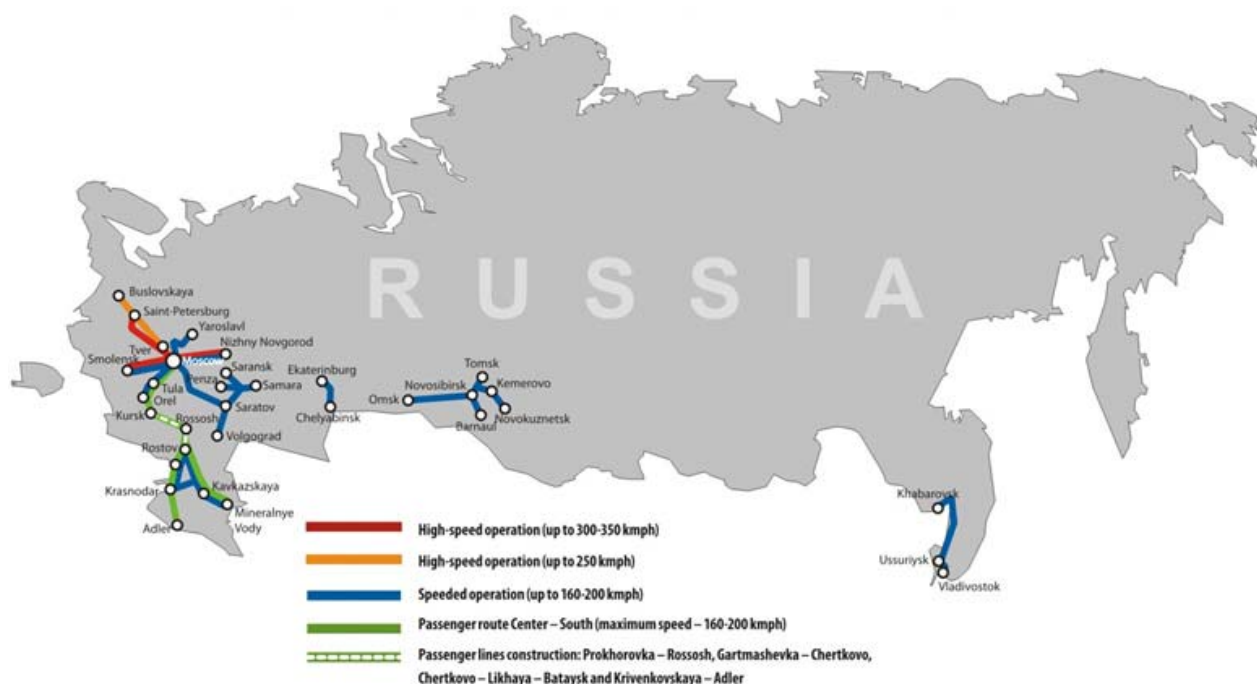 RUSSIA
Buslovskaya
Saint-Petersburg
Yaroslavl
Tver
Nizhny Novgorod
Smolensk
Moscow
Saransk
Ekaterinburg
Tomsk
Penza
Samara
Novosibirsk
Kemerovo
Tula
Orel
Saratov
Omsk
Kursk
Rossosh
Chelyabinsk
Barnaul
Novokuznetsk
Volgograd
Rostov
Krasnodar
Kavkazskaya
Khabarovsk
Mineralnye
Vody
Adler
Ussuriysk
Vladivostok
High-speed operation (up to 300-350 kmph)
High-speed operation (up to 250 kmph)
Speeded operation (up to 160-200 kmph)
Passenger route Center – South (maximum speed – 160-200 kmph)
Passenger lines construction: Prokhorovka – Rossosh, Gartmashevka – Chertkovo,
Chertkovo – Likhaya – Bataysk and Krivenkovskaya – Adler